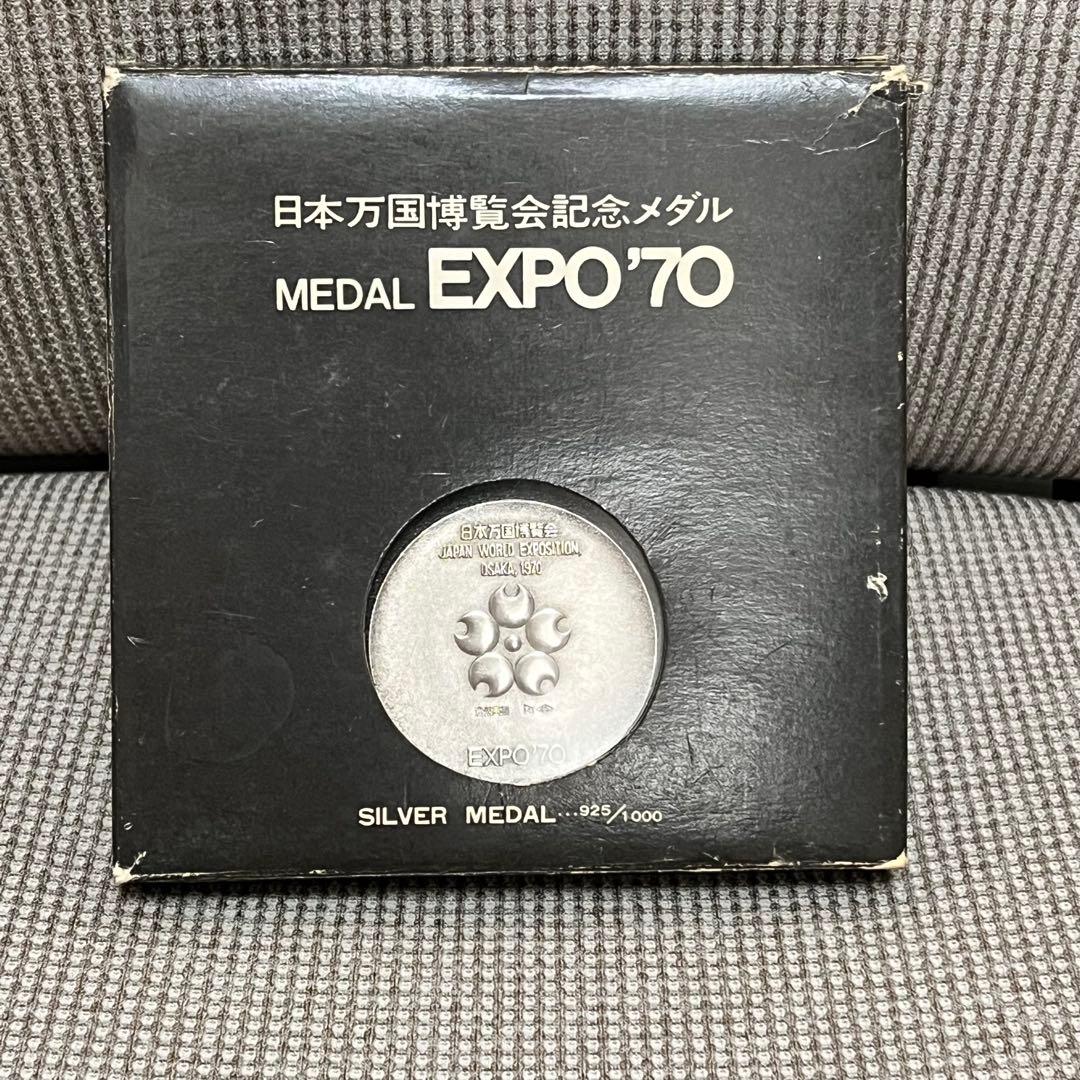 日本万国博覧会記念メダル
MEDAL EXPO'70
日本万国博覧会
JAPAN WORLD EXPOSITION,
OSAKA, 1970
EXPO'70
SILVER MEDAL...925/1000